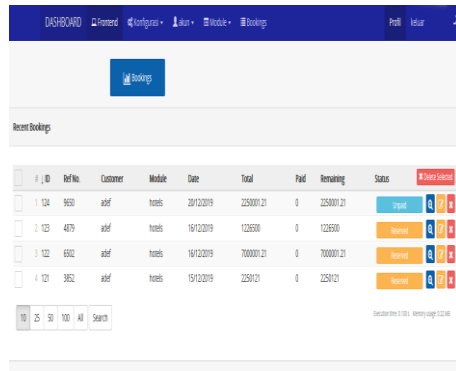 DASHBOARD Frontend Konfigurasi akun Module Bookings Profil keluar
Bookings
Recent Bookings
# ID Ref No. Customer Module Date Total Paid Remaining Status Delete Selected
1 124 9650 adef hotels 20/12/2019 2250001.21 0 2250001.21 Unpaid
2 123 4879 adef hotels 16/12/2019 1226500 0 1226500 Reserved
3 122 6502 adef hotels 16/12/2019 7000001.21 0 7000001.21 Reserved
4 121 3852 adef hotels 15/12/2019 2250121 0 2250121 Reserved
10 25 50 100 All Search